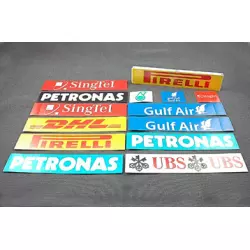 SingTel
PIRELLI
PETRONAS
SingTel
Gulf Air
DHL
Gulf Air
PIRELLI
PETRONAS
PETRONAS
UBS
UBS